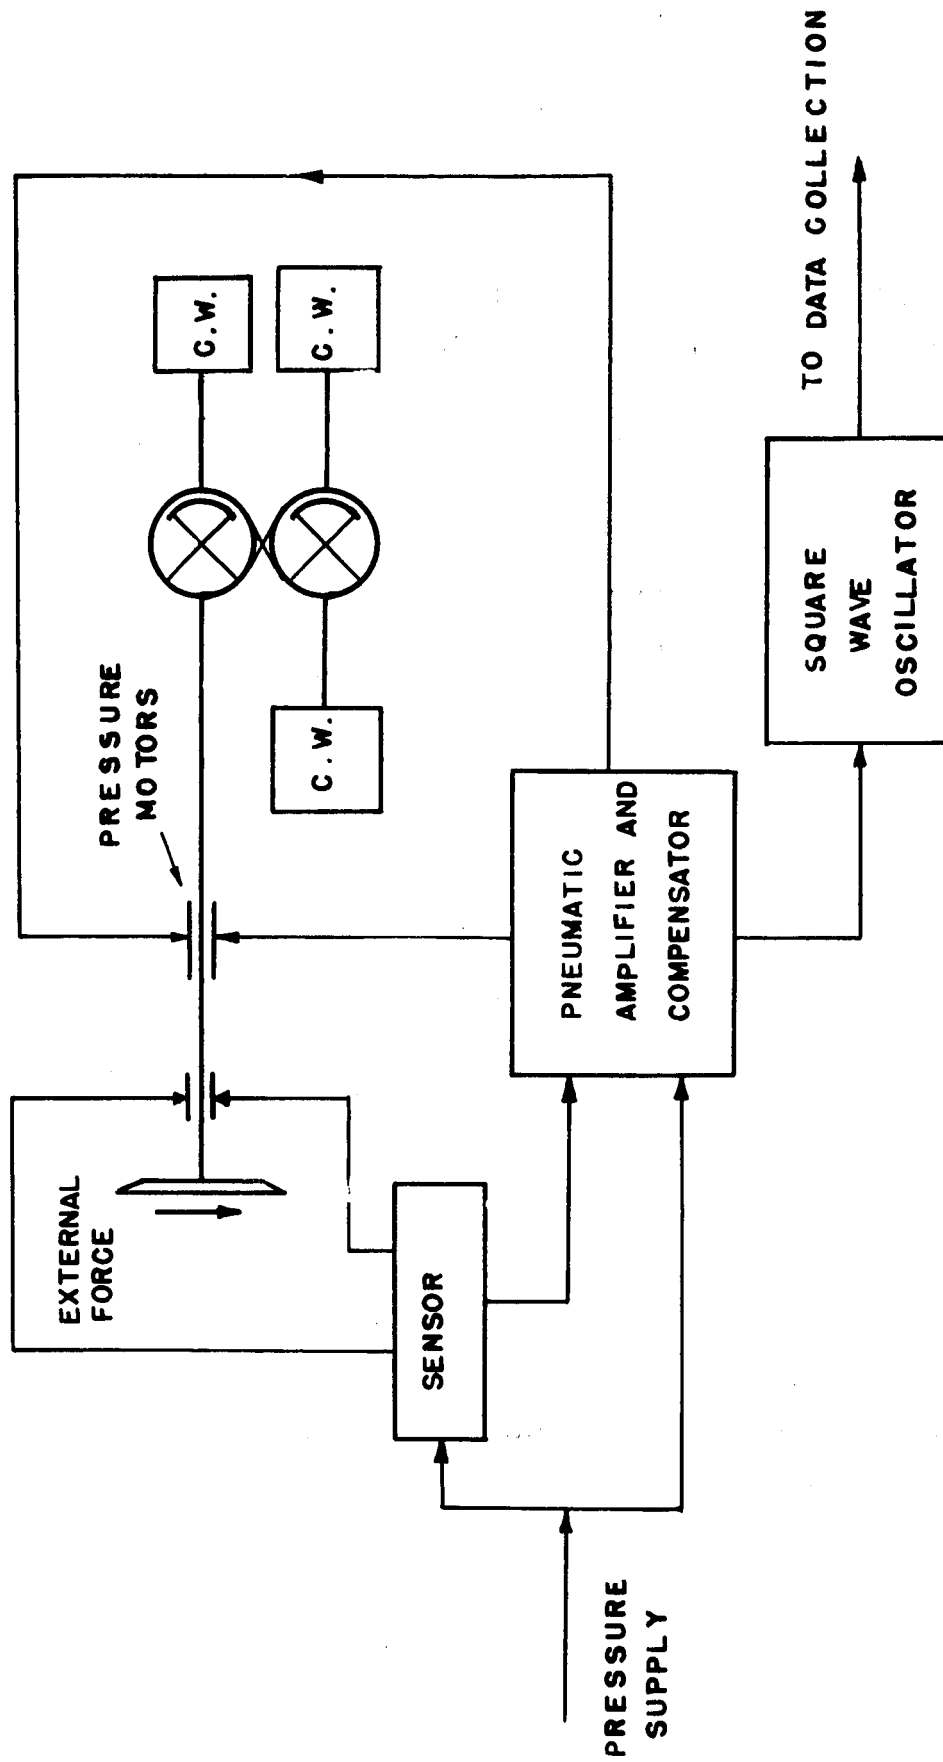 EXTERNAL
FORCE
PRESSURE
MOTORS
C.W.
C.W.
C.W.
SENSOR
PNEUMATIC
AMPLIFIER AND
COMPENSATOR
PRESSURE
SUPPLY
SQUARE
WAVE
OSCILLATOR
TO DATA COLLECTION